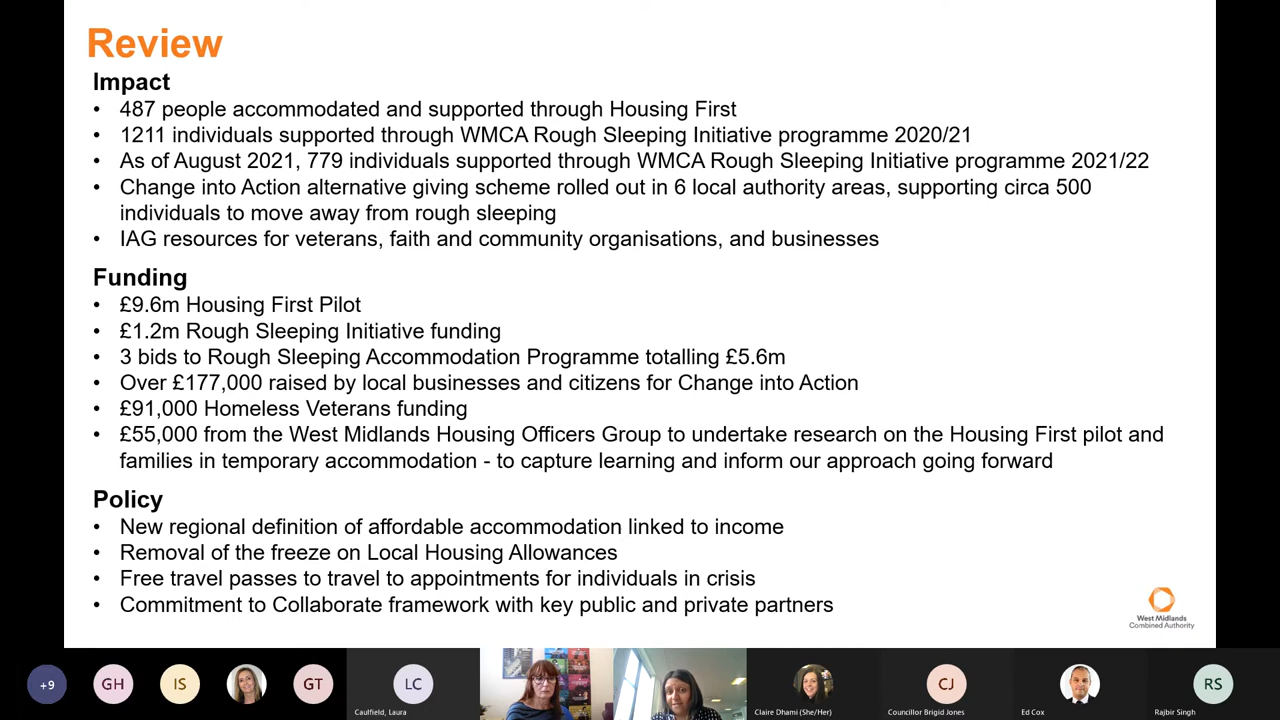 Review
Impact
• 487 people accommodated and supported through Housing First
• 1211 individuals supported through WMCA Rough Sleeping Initiative programme 2020/21
• As of August 2021, 779 individuals supported through WMCA Rough Sleeping Initiative programme 2021/22
• Change into Action alternative giving scheme rolled out in 6 local authority areas, supporting circa 500
individuals to move away from rough sleeping
• IAG resources for veterans, faith and community organisations, and businesses
Funding
• £9.6m Housing First Pilot
• £1.2m Rough Sleeping Initiative funding
• 3 bids to Rough Sleeping Accommodation Programme totalling £5.6m
• Over £177,000 raised by local businesses and citizens for Change into Action
• £91,000 Homeless Veterans funding
• £55,000 from the West Midlands Housing Officers Group to undertake research on the Housing First pilot and
families in temporary accommodation - to capture learning and inform our approach going forward
Policy
• New regional definition of affordable accommodation linked to income
• Removal of the freeze on Local Housing Allowances
• Free travel passes to travel to appointments for individuals in crisis
• Commitment to Collaborate framework with key public and private partners
West Midlands
Combined Authority
+9
GH
IS
GT
LC
CJ
RS
Caulfield, Laura
Claire Dhami (She/Her)
Councillor Brigid Jones
Ed Cox
Rajbir Singh